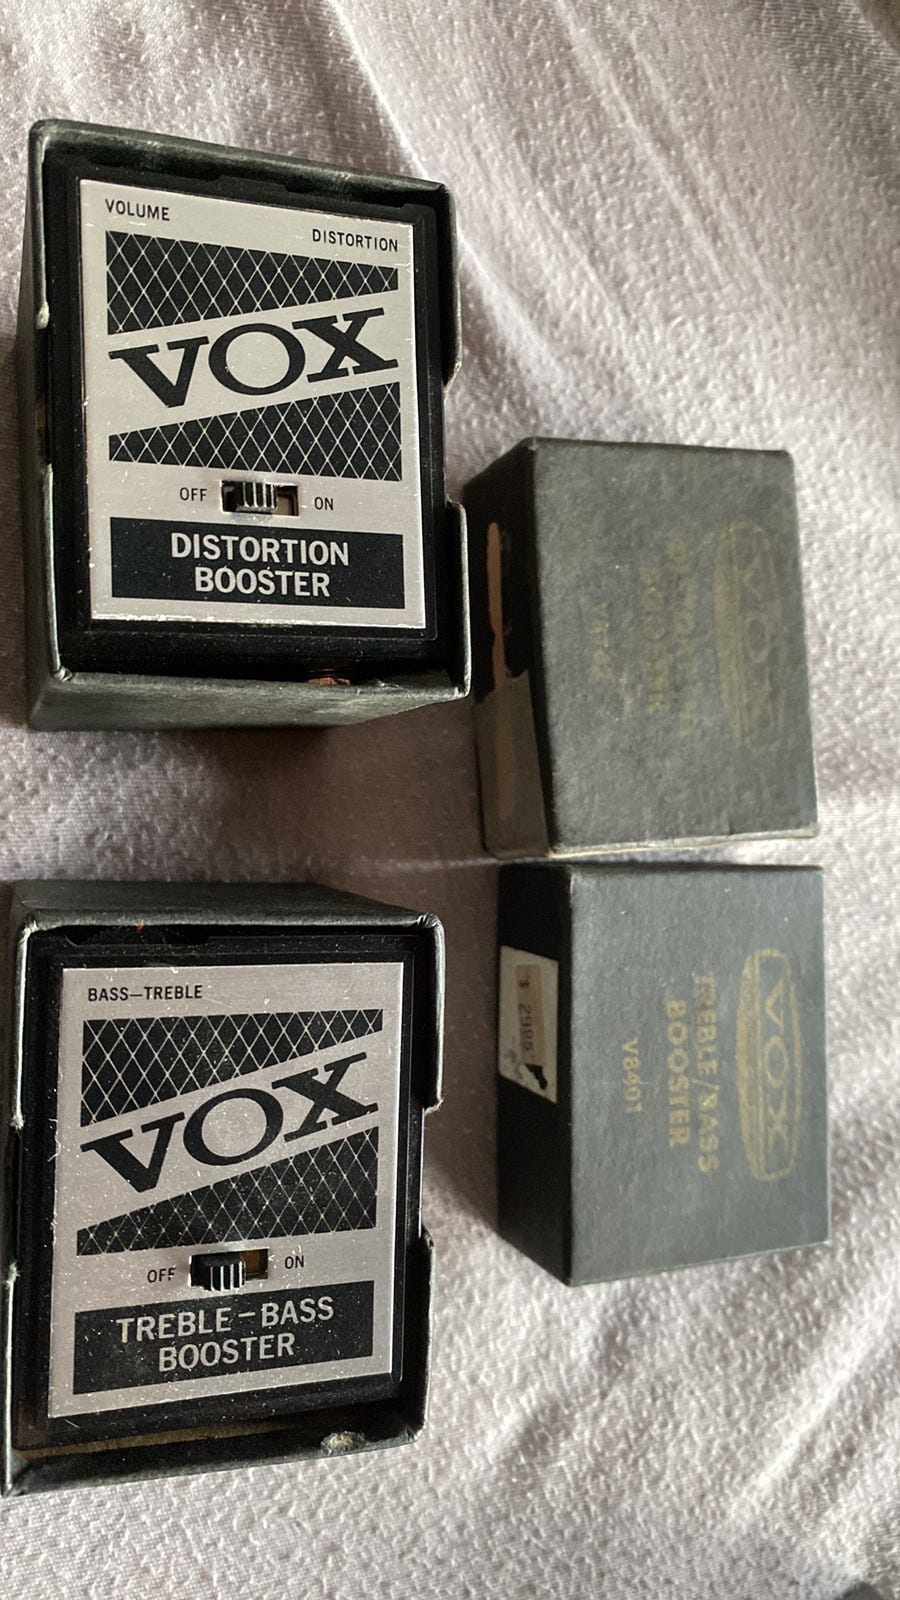 VOLUME
DISTORTION
VOX
OFF
ON
DISTORTION
BOOSTER
VOX
BOOSTER
BASS—TREBLE
VOX
OFF
ON
TREBLE—BASS
BOOSTER
VOX
TREBLE/BASS
BOOSTER
V8401